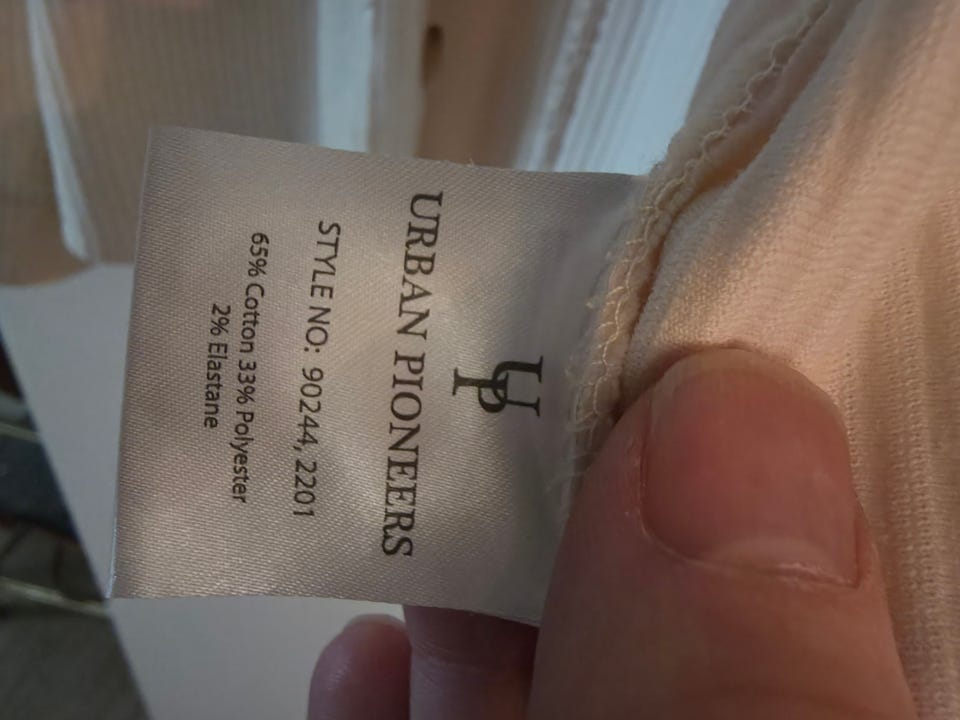 UP
URBAN PIONEERS
STYLE NO: 90244, 2201
65% Cotton 33% Polyester
2% Elastane